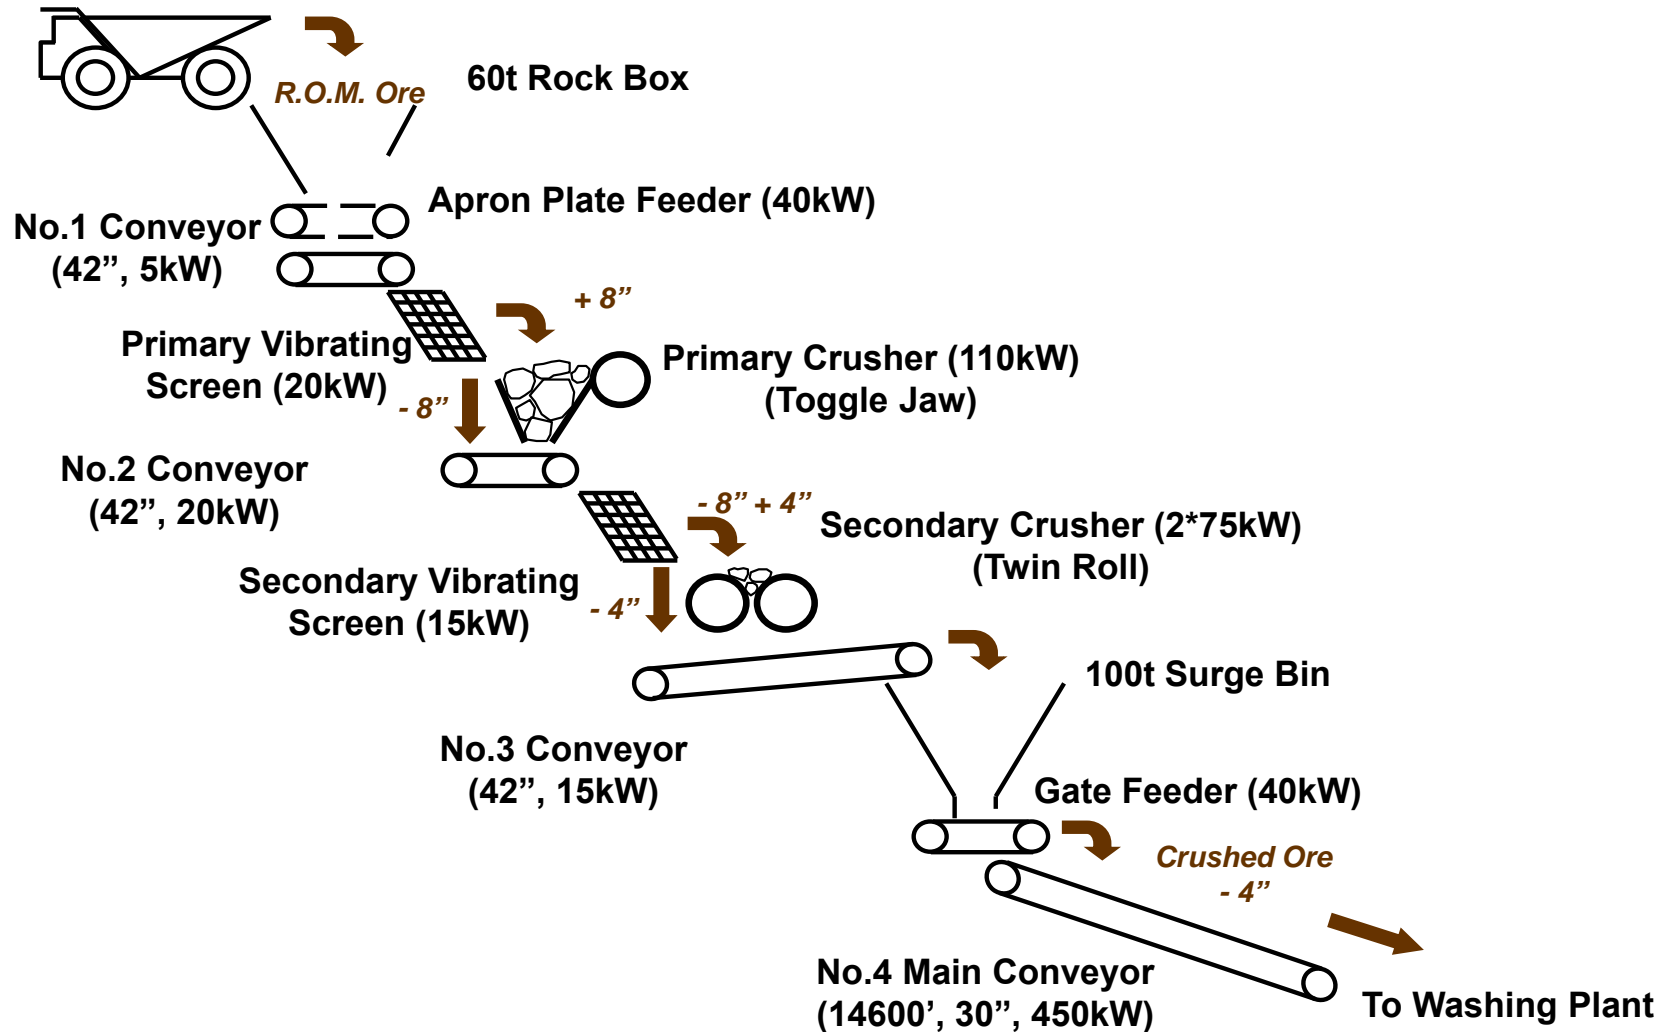 R.O.M. Ore
60t Rock Box
Apron Plate Feeder (40kW)
No.1 Conveyor
(42”, 5kW)
+ 8”
Primary Vibrating
Screen (20kW)
- 8”
Primary Crusher (110kW)
(Toggle Jaw)
No.2 Conveyor
(42”, 20kW)
- 8” + 4”
Secondary Crusher (2*75kW)
(Twin Roll)
Secondary Vibrating
Screen (15kW)
- 4”
100t Surge Bin
No.3 Conveyor
(42”, 15kW)
Gate Feeder (40kW)
Crushed Ore
- 4”
No.4 Main Conveyor
(14600’, 30”, 450kW)
To Washing Plant